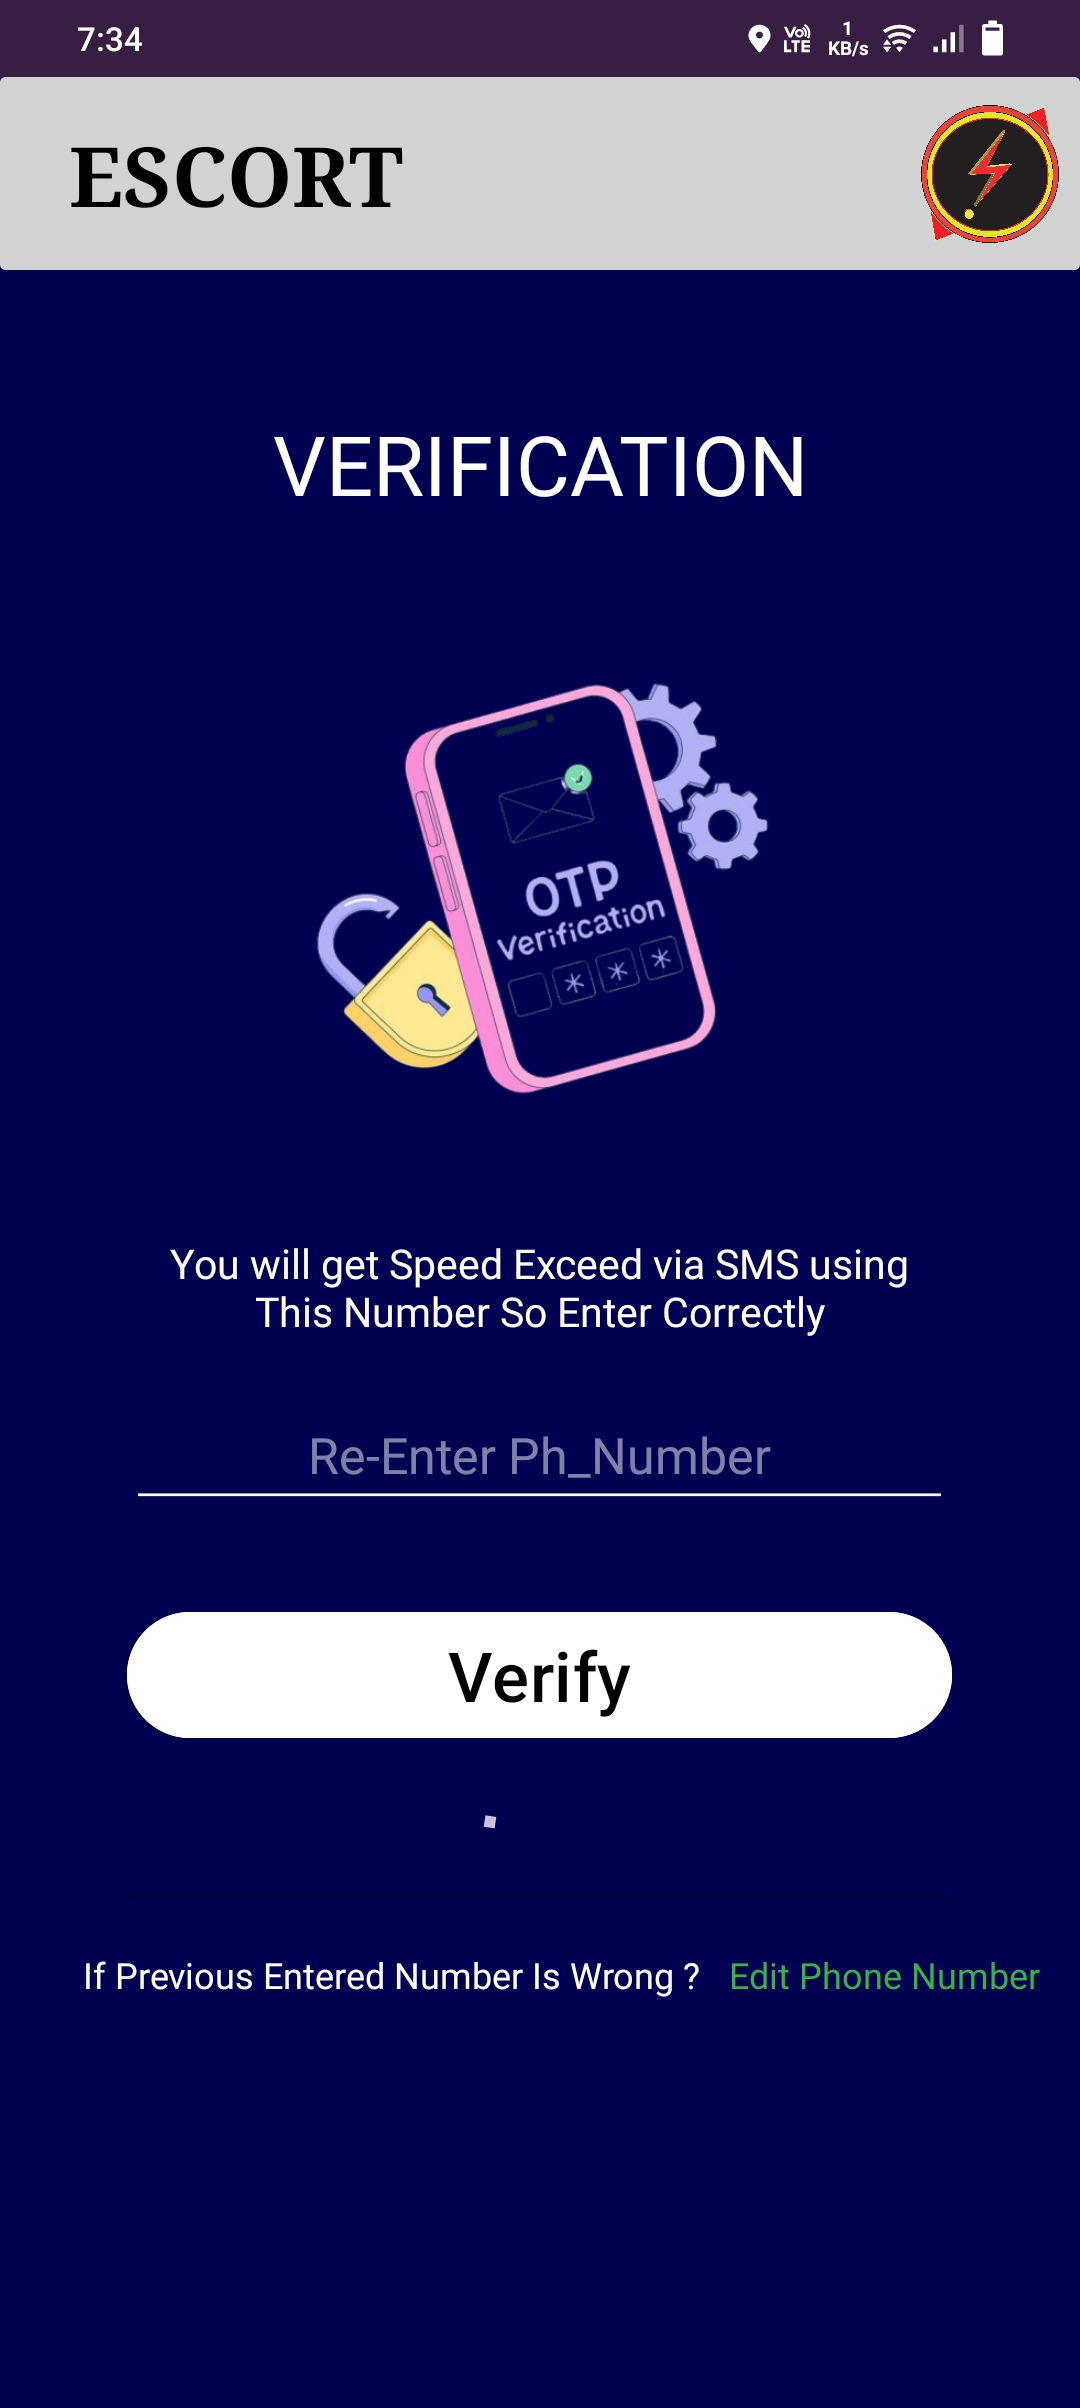 7:34
Vo)) LTE
1 KB/s
ESCORT
VERIFICATION
OTP
Verification
* * *
You will get Speed Exceed via SMS using
This Number So Enter Correctly
Re-Enter Ph_Number
Verify
If Previous Entered Number Is Wrong ? Edit Phone Number